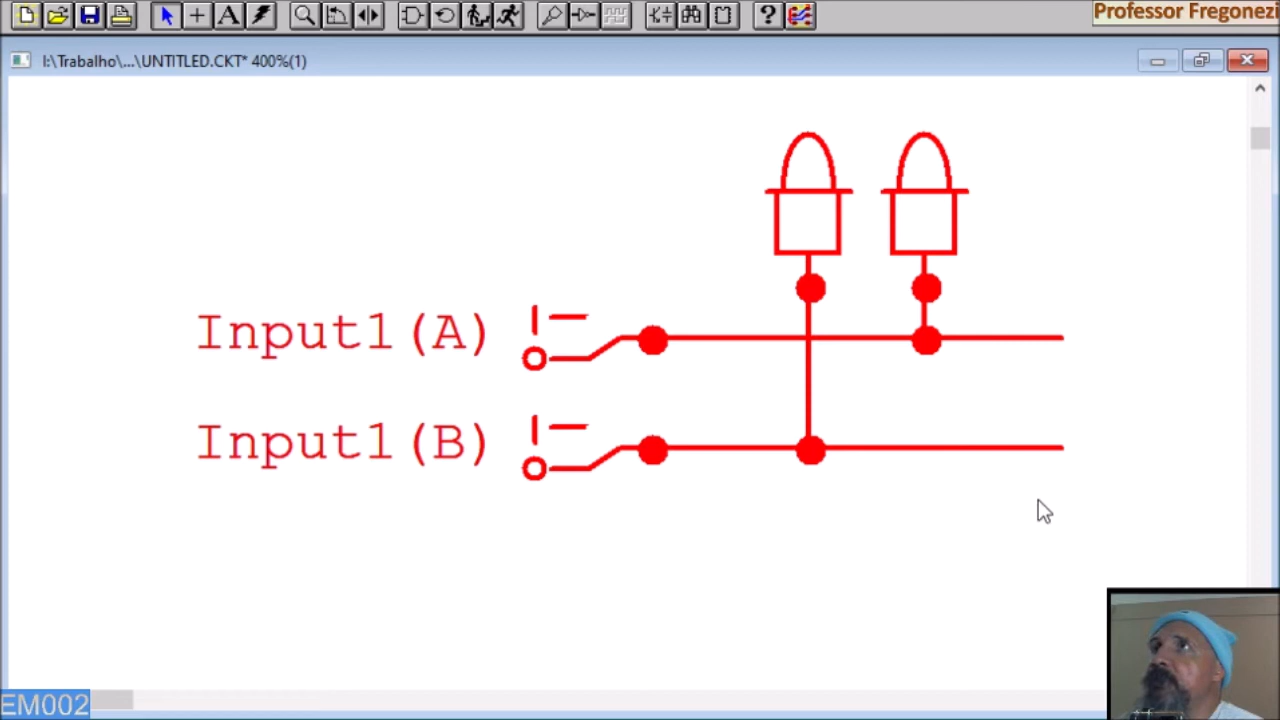 Professor Fregonezi
I:\Trabalho\...\UNTITLED.CKT* 400%(1)
Input1(A)
Input1(B)
EM002